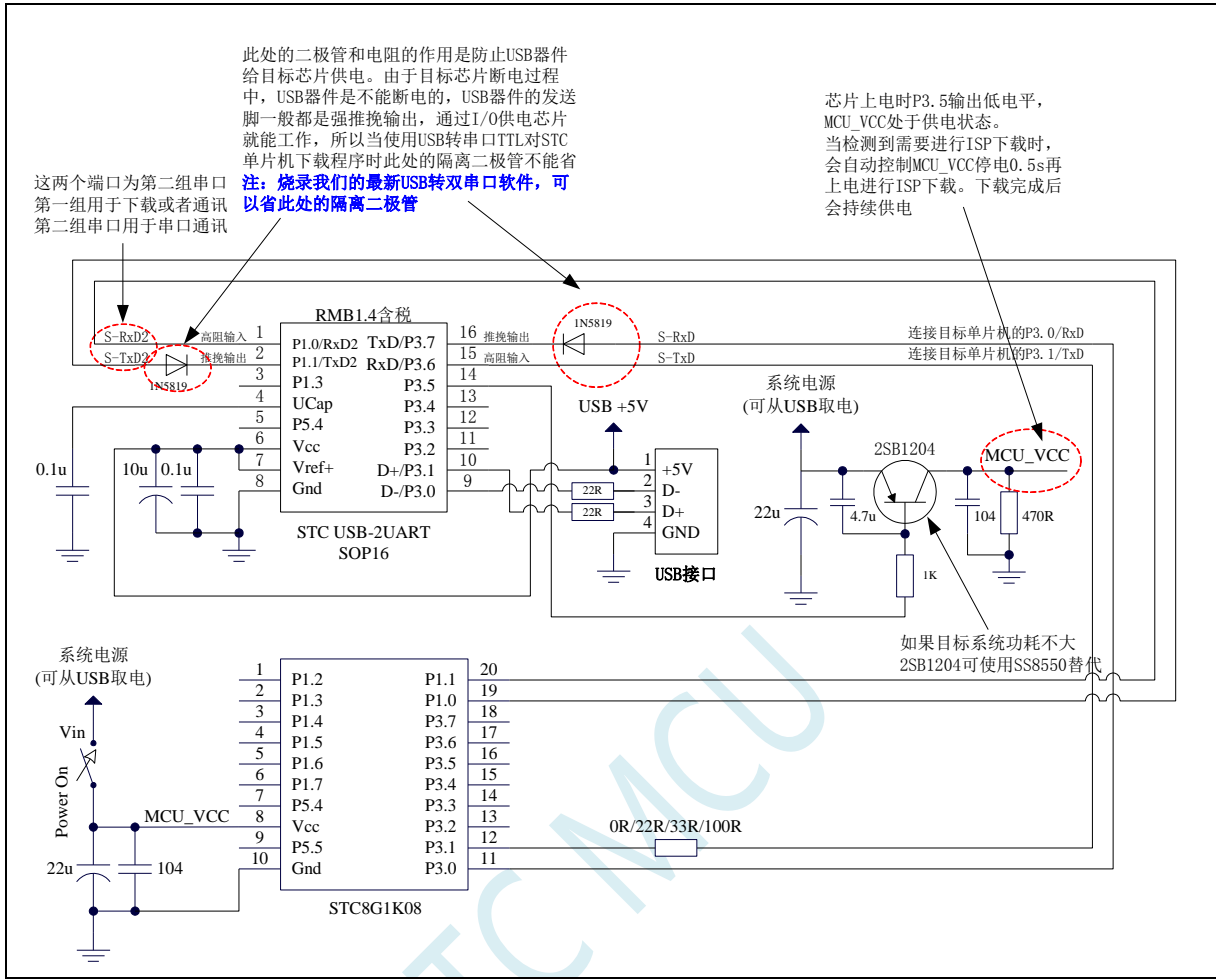 此处的二极管和电阻的作用是防止USB器件
给目标芯片供电。由于目标芯片断电过程
中，USB器件是不能断电的，USB器件的发送
脚一般都是强推挽输出，通过I/O供电芯片
就能工作，所以当使用USB转串口TTL对STC
单片机下载程序时此处的隔离二极管不能省
注：烧录我们的最新USB转双串口软件，可
以省此处的隔离二极管
芯片上电时P3.5输出低电平，
MCU_VCC处于供电状态。
当检测到需要进行ISP下载时，
会自动控制MCU_VCC停电0.5s再
上电进行ISP下载。下载完成后
会持续供电
这两个端口为第二组串口
第一组用于下载或者通讯
第二组串口用于串口通讯
RMB1.4含税
S-RxD2
高阻输入
1
P1.0/RxD2
TxD/P3.7
16
推挽输出
1N5819
S-RxD
连接目标单片机的P3.0/RxD
S-TxD2
1N5819
推挽输出
2
P1.1/TxD2
RxD/P3.6
15
高阻输入
S-TxD
连接目标单片机的P3.1/TxD
3
P1.3
P3.5
14
4
UCap
P3.4
13
5
P5.4
P3.3
12
6
Vcc
P3.2
11
7
Vref+
D+/P3.1
10
8
Gnd
D-/P3.0
9
STC USB-2UART
SOP16
0.1u
10u
0.1u
USB +5V
22R
22R
1
+5V
2
D-
3
D+
4
GND
USB接口
系统电源
(可从USB取电)
2SB1204
MCU_VCC
22u
4.7u
104
470R
1K
如果目标系统功耗不大
2SB1204可使用SS8550替代
系统电源
(可从USB取电)
Vin
Power On
MCU_VCC
22u
104
1
P1.2
P1.1
20
2
P1.3
P1.0
19
3
P1.4
P3.7
18
4
P1.5
P3.6
17
5
P1.6
P3.5
16
6
P1.7
P3.4
15
7
P5.4
P3.3
14
8
Vcc
P3.2
13
9
P5.5
P3.1
12
10
Gnd
P3.0
11
0R/22R/33R/100R
STC8G1K08
STC MCU